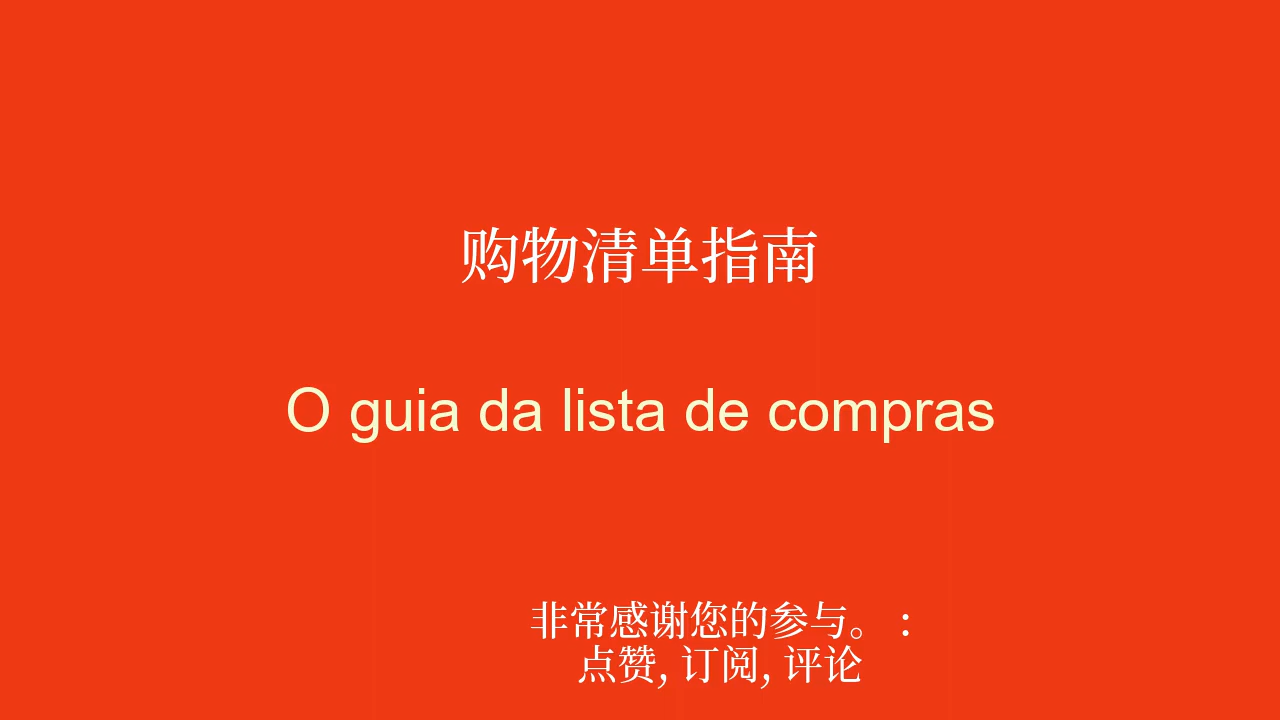 购物清单指南
O guia da lista de compras
非常感谢您的参与。 :
点赞, 订阅, 评论